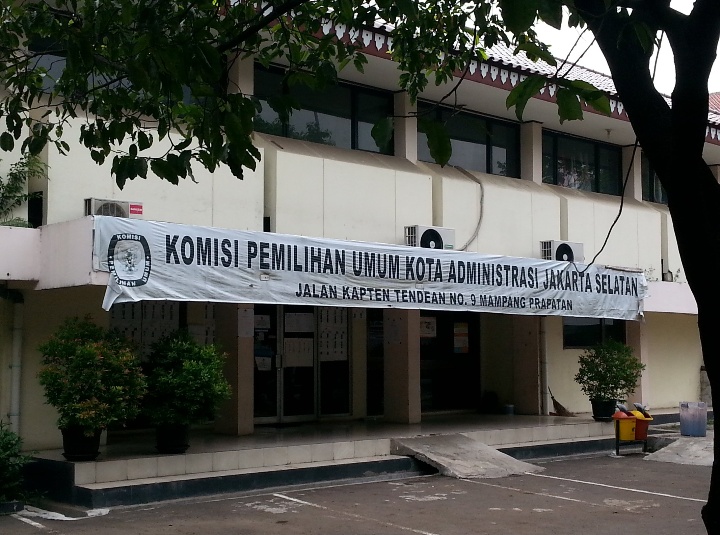 KOMISI PEMILIHAN UMUM KOTA ADMINISTRASI JAKARTA SELATAN
JALAN KAPTEN TENDEAN NO. 9 MAMPANG PRAPATAN